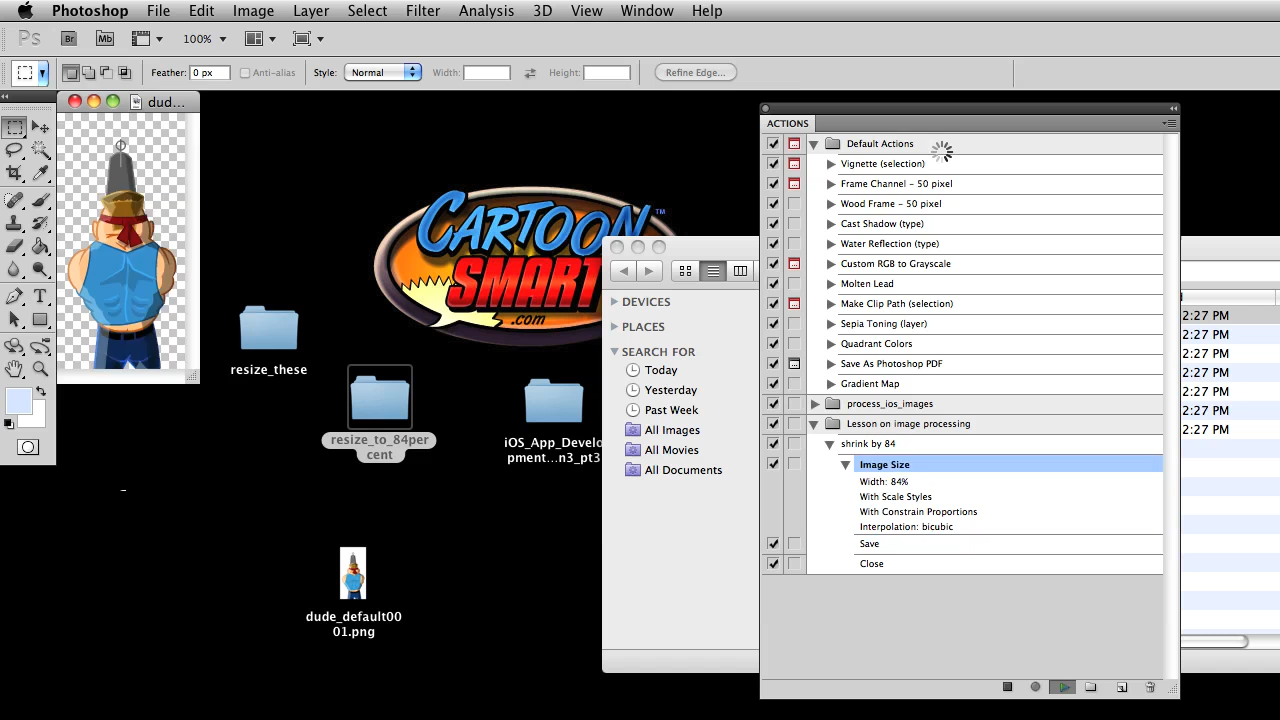 Photoshop File Edit Image Layer Select Filter Analysis 3D View Window Help
Ps Br Mb 100%
Feather: 0 px Anti-alias Style: Normal Width: Height: Refine Edge...
dud...
ACTIONS
Default Actions
Vignette (selection)
Frame Channel - 50 pixel
Wood Frame - 50 pixel
Cast Shadow (type)
Water Reflection (type)
Custom RGB to Grayscale
Molten Lead
Make Clip Path (selection)
Sepia Toning (layer)
Quadrant Colors
Save As Photoshop PDF
Gradient Map
process_ios_images
Lesson on image processing
shrink by 84
Image Size
Width: 84%
With Scale Styles
With Constrain Proportions
Interpolation: bicubic
Save
Close
CARTOON
™
SMART
.com
resize_these
resize_to_84per
cent
iOS_App_Develo
pment...n3_pt3
dude_default00
01.png
DEVICES
PLACES
SEARCH FOR
Today
Yesterday
Past Week
All Images
All Movies
All Documents
2:27 PM
2:27 PM
2:27 PM
2:27 PM
2:27 PM
2:27 PM
2:27 PM